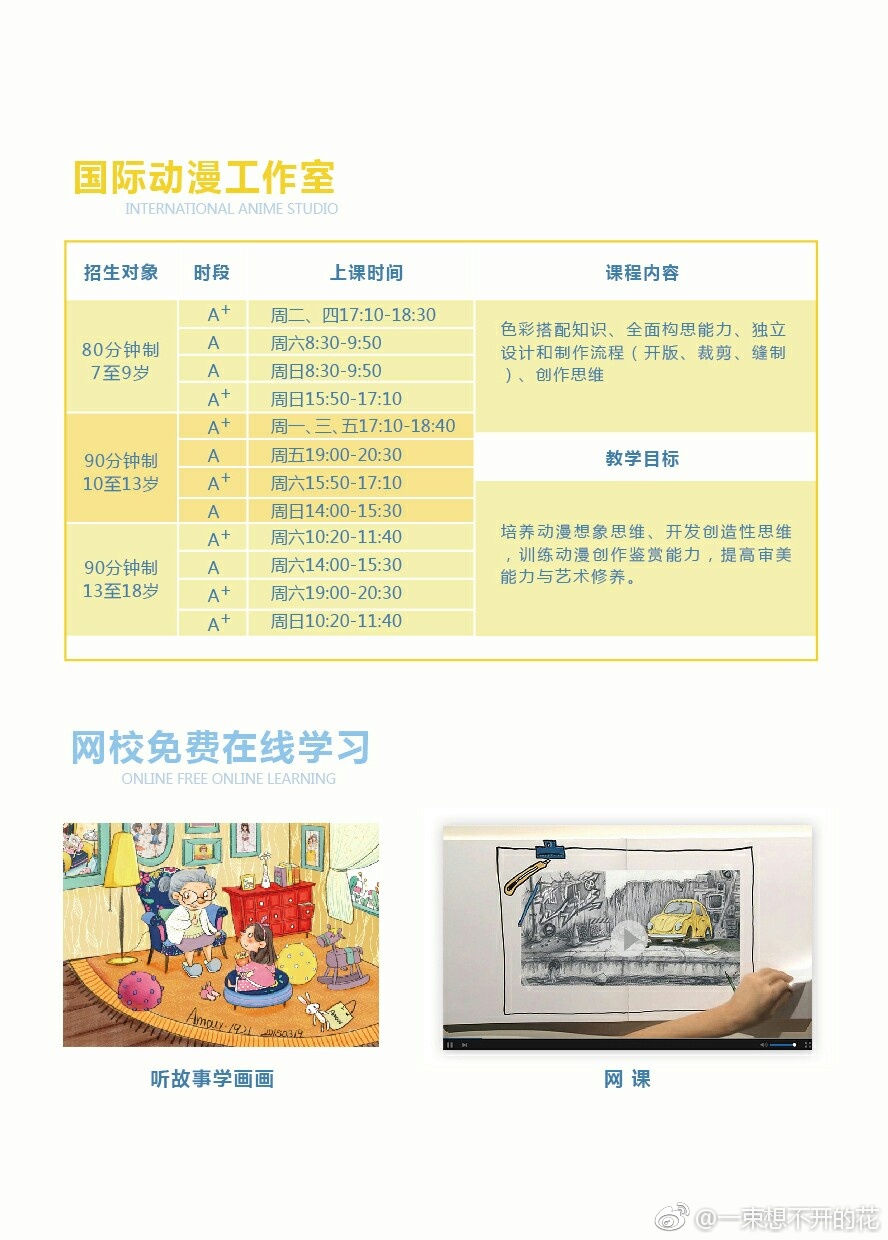 国际动漫工作室
INTERNATIONAL ANIME STUDIO
招生对象 时段 上课时间 课程内容
80分钟制
7至9岁
A+ 周二、四17:10-18:30
A 周六8:30-9:50
A 周日8:30-9:50
A+ 周日15:50-17:10
90分钟制
10至13岁
A+ 周一、三、五17:10-18:40
A 周五19:00-20:30
A+ 周六15:50-17:10
A 周日14:00-15:30
90分钟制
13至18岁
A+ 周六10:20-11:40
A 周六14:00-15:30
A+ 周六19:00-20:30
A+ 周日10:20-11:40
色彩搭配知识、全面构思能力、独立
设计和制作流程（开版、裁剪、缝制
）、创作思维
教学目标
培养动漫想象思维、开发创造性思维
，训练动漫创作鉴赏能力，提高审美
能力与艺术修养。
网校免费在线学习
ONLINE FREE ONLINE LEARNING
听故事学画画
网 课
@一束想不开的花